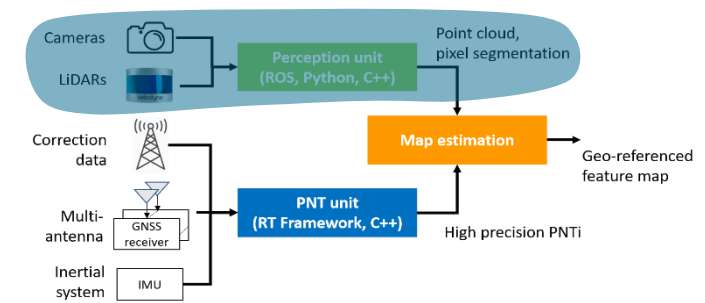 Cameras
LiDARs
Perception unit
(ROS, Python, C++)
Point cloud,
pixel segmentation
Correction
data
Map estimation
Geo-referenced
feature map
Multi-
antenna
GNSS
receiver
PNT unit
(RT Framework, C++)
High precision PNTi
Inertial
system
IMU